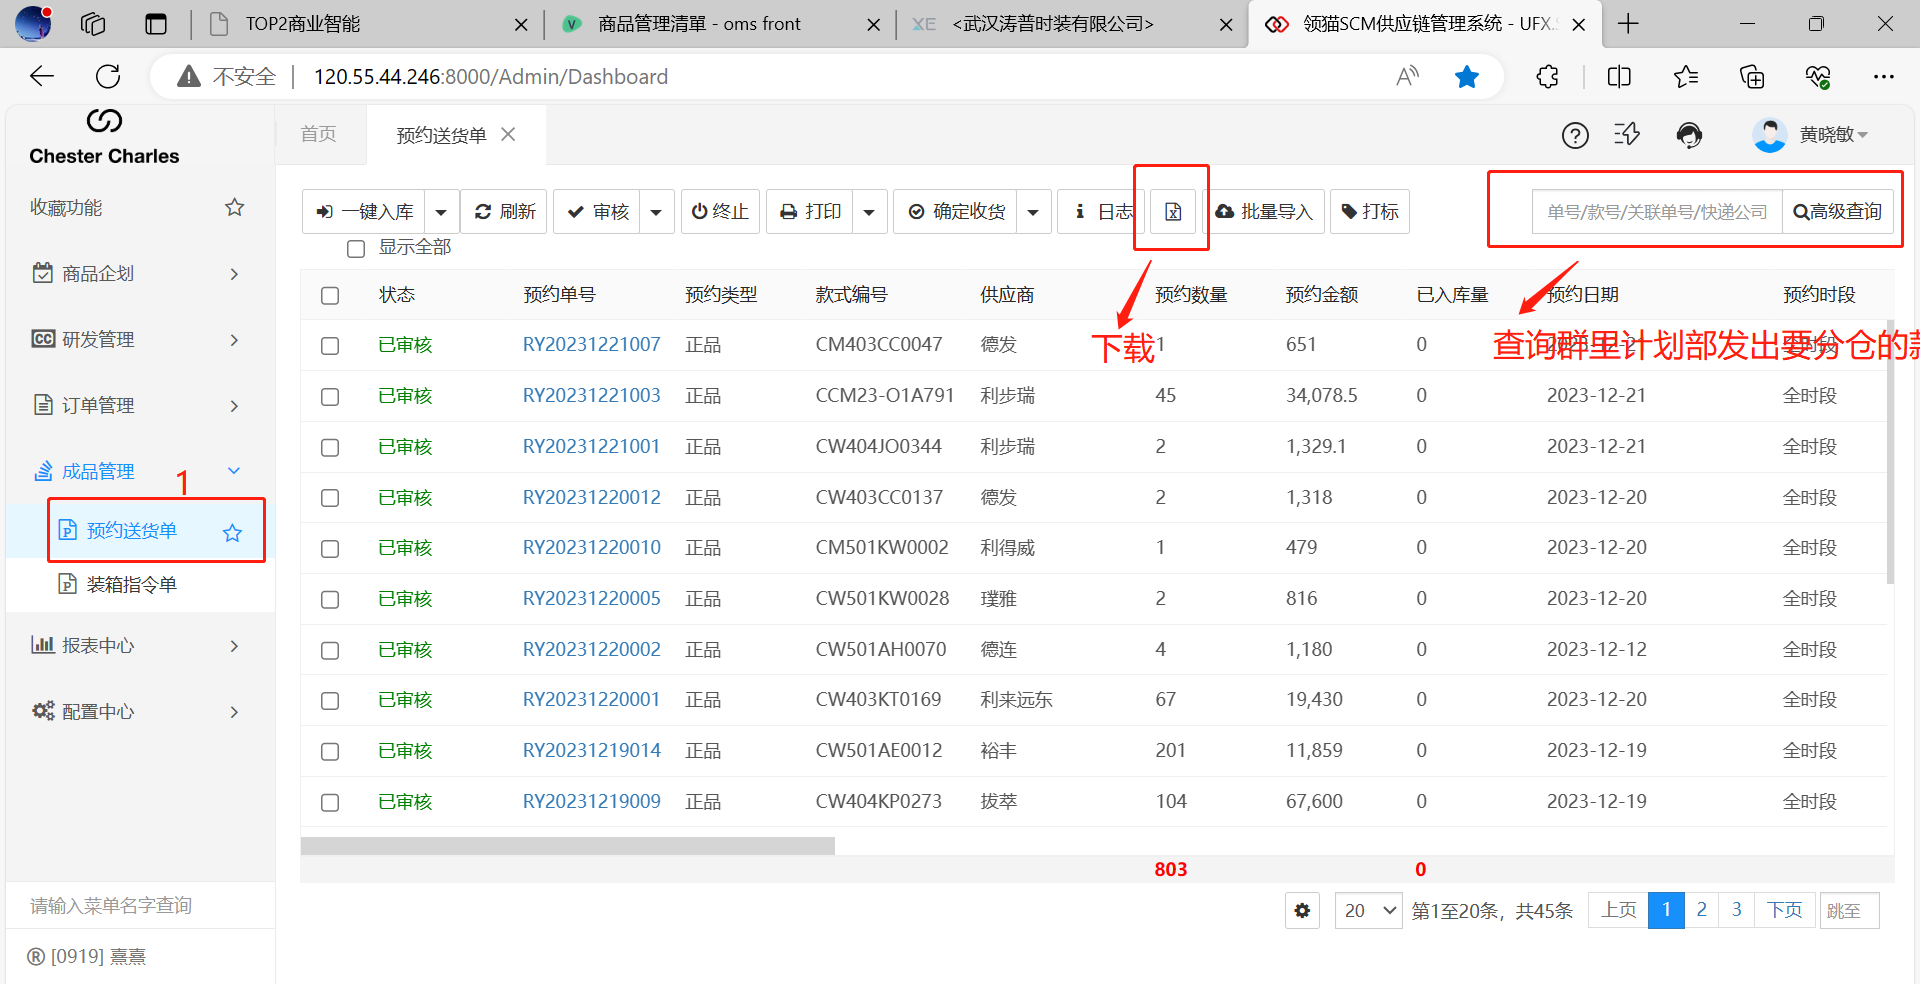 TOP2商业智能
商品管理清單 - oms front
XE <武汉涛普时装有限公司>
领猫SCM供应链管理系统 - UFX.
不安全 | 120.55.44.246:8000/Admin/Dashboard
Chester Charles
首页
预约送货单
黄晓敏
收藏功能
商品企划
研发管理
订单管理
成品管理
1
预约送货单
装箱指令单
报表中心
配置中心
请输入菜单名字查询
® [0919] 熹熹
一键入库 刷新 审核 终止 打印 确定收货 日志 批量导入 打标 单号/款号/关联单号/快递公司 高级查询
显示全部
状态 预约单号 预约类型 款式编号 供应商 预约数量 预约金额 已入库量 预约日期 预约时段
下载
查询群里计划部发出要分仓的
已审核 RY20231221007 正品 CM403CC0047 德发 1 651 0 2023-12-21 全时段
已审核 RY20231221003 正品 CCM23-O1A791 利步瑞 45 34,078.5 0 2023-12-21 全时段
已审核 RY20231221001 正品 CW404JO0344 利步瑞 2 1,329.1 0 2023-12-21 全时段
已审核 RY20231220012 正品 CW403CC0137 德发 2 1,318 0 2023-12-20 全时段
已审核 RY20231220010 正品 CM501KW0002 利得威 1 479 0 2023-12-20 全时段
已审核 RY20231220005 正品 CW501KW0028 璞雅 2 816 0 2023-12-20 全时段
已审核 RY20231220002 正品 CW501AH0070 德连 4 1,180 0 2023-12-12 全时段
已审核 RY20231220001 正品 CW403KT0169 利来远东 67 19,430 0 2023-12-20 全时段
已审核 RY20231219014 正品 CW501AE0012 裕丰 201 11,859 0 2023-12-19 全时段
已审核 RY20231219009 正品 CW404KP0273 拔萃 104 67,600 0 2023-12-19 全时段
803 0
20 第1至20条，共45条 上页 1 2 3 下页 跳至